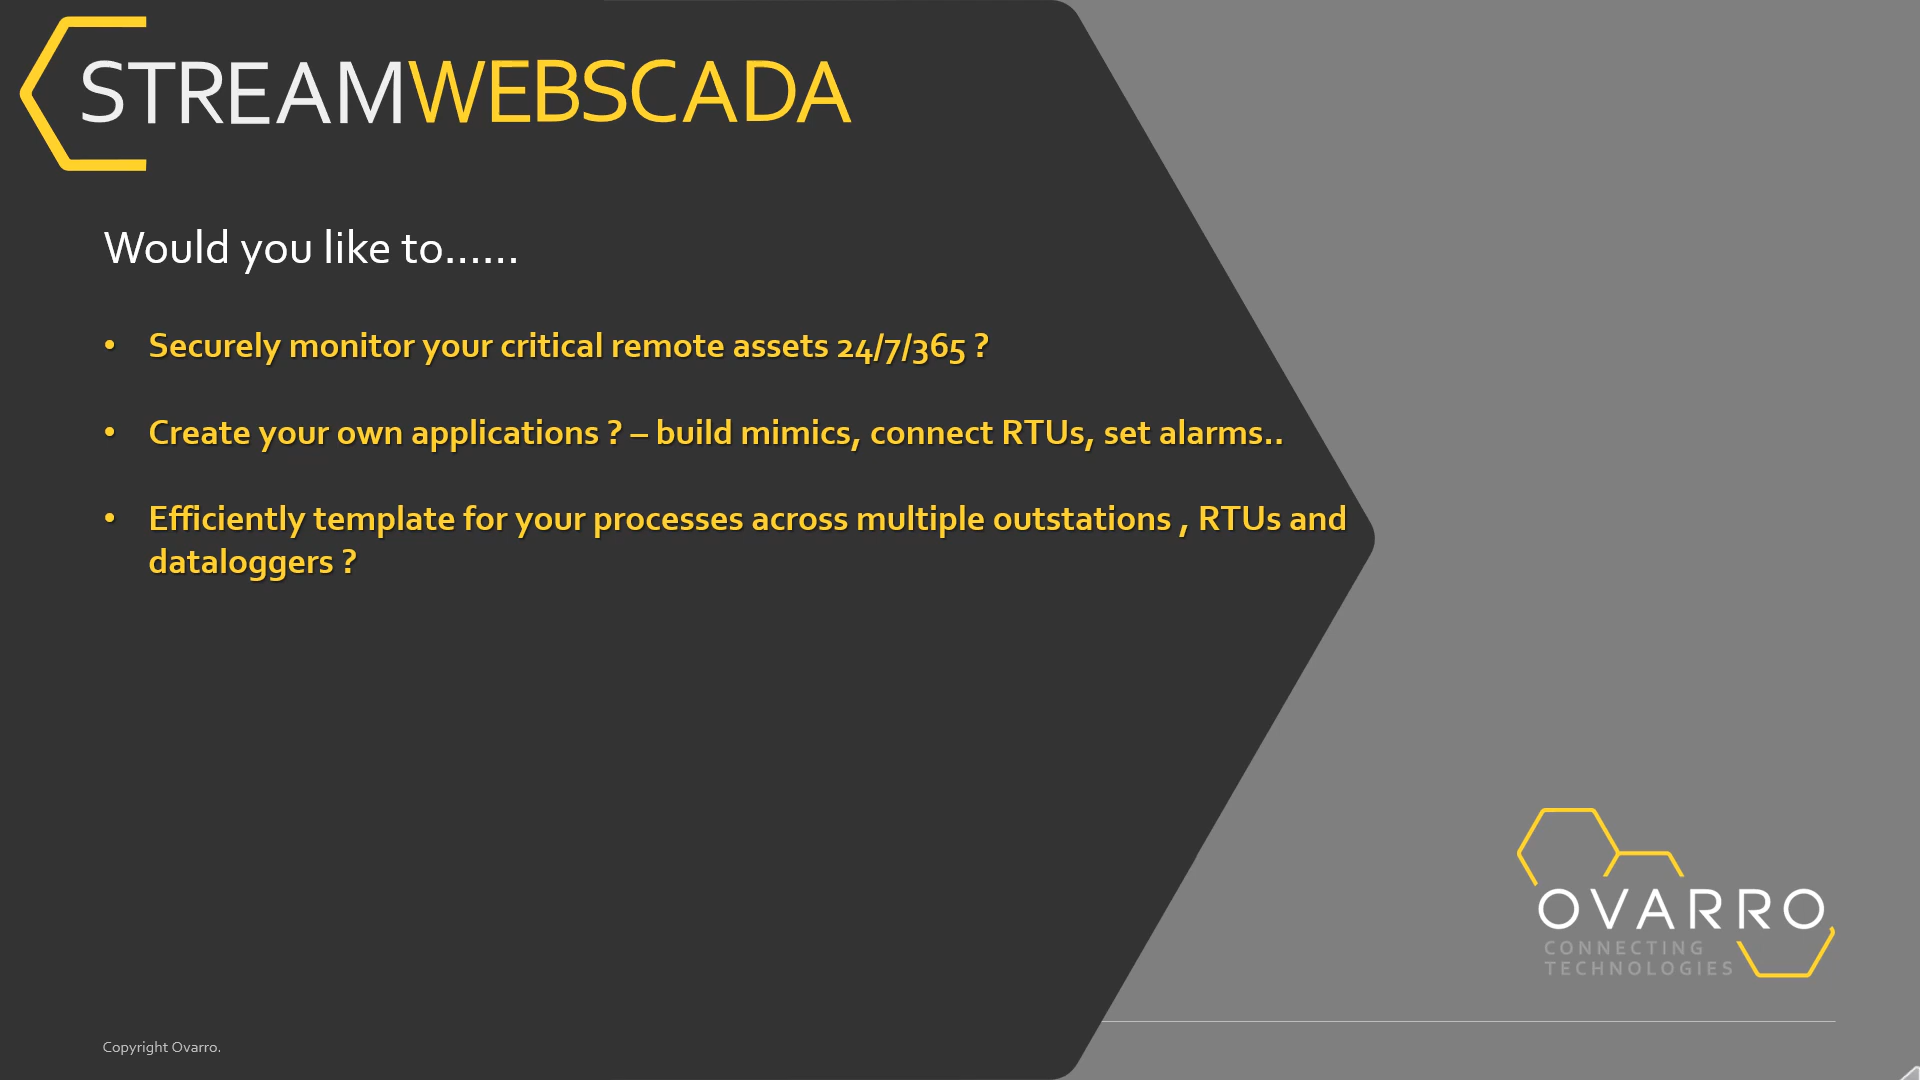 STREAMWEBSCADA
Would you like to......
• Securely monitor your critical remote assets 24/7/365 ?
• Create your own applications ? – build mimics, connect RTUs, set alarms..
• Efficiently template for your processes across multiple outstations , RTUs and
dataloggers ?
OVARRO
CONNECTING
TECHNOLOGIES
Copyright Ovarro.